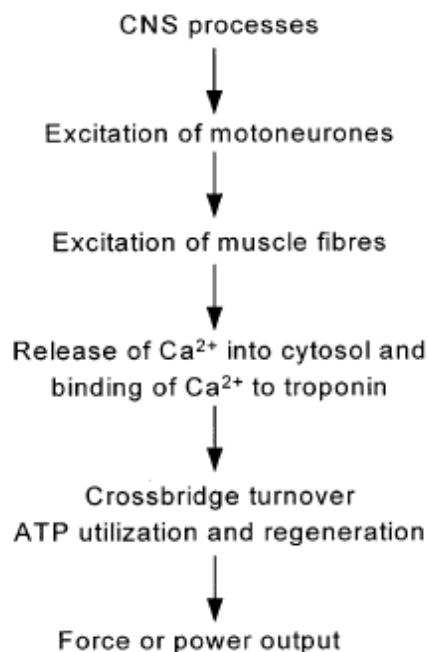 CNS processes
Excitation of motoneurones
Excitation of muscle fibres
Release of Ca²⁺ into cytosol and
binding of Ca²⁺ to troponin
Crossbridge turnover
ATP utilization and regeneration
Force or power output